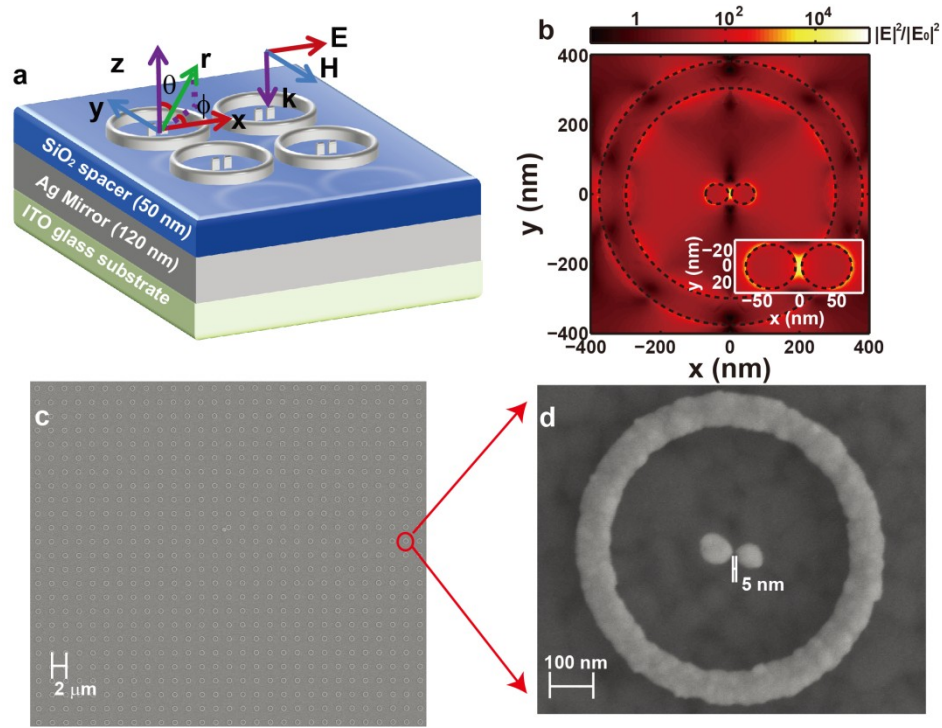 a
z
r
θ
y
ϕ
x
E
H
k
SiO₂ spacer (50 nm)
Ag Mirror (120 nm)
ITO glass substrate
b
1
10²
10⁴
|E|²/|E₀|²
400
200
0
−200
−400
y (nm)
−400
−200
0
200
400
x (nm)
y (nm)
−20
0
20
−50
0
50
x (nm)
c
2 μm
d
5 nm
100 nm